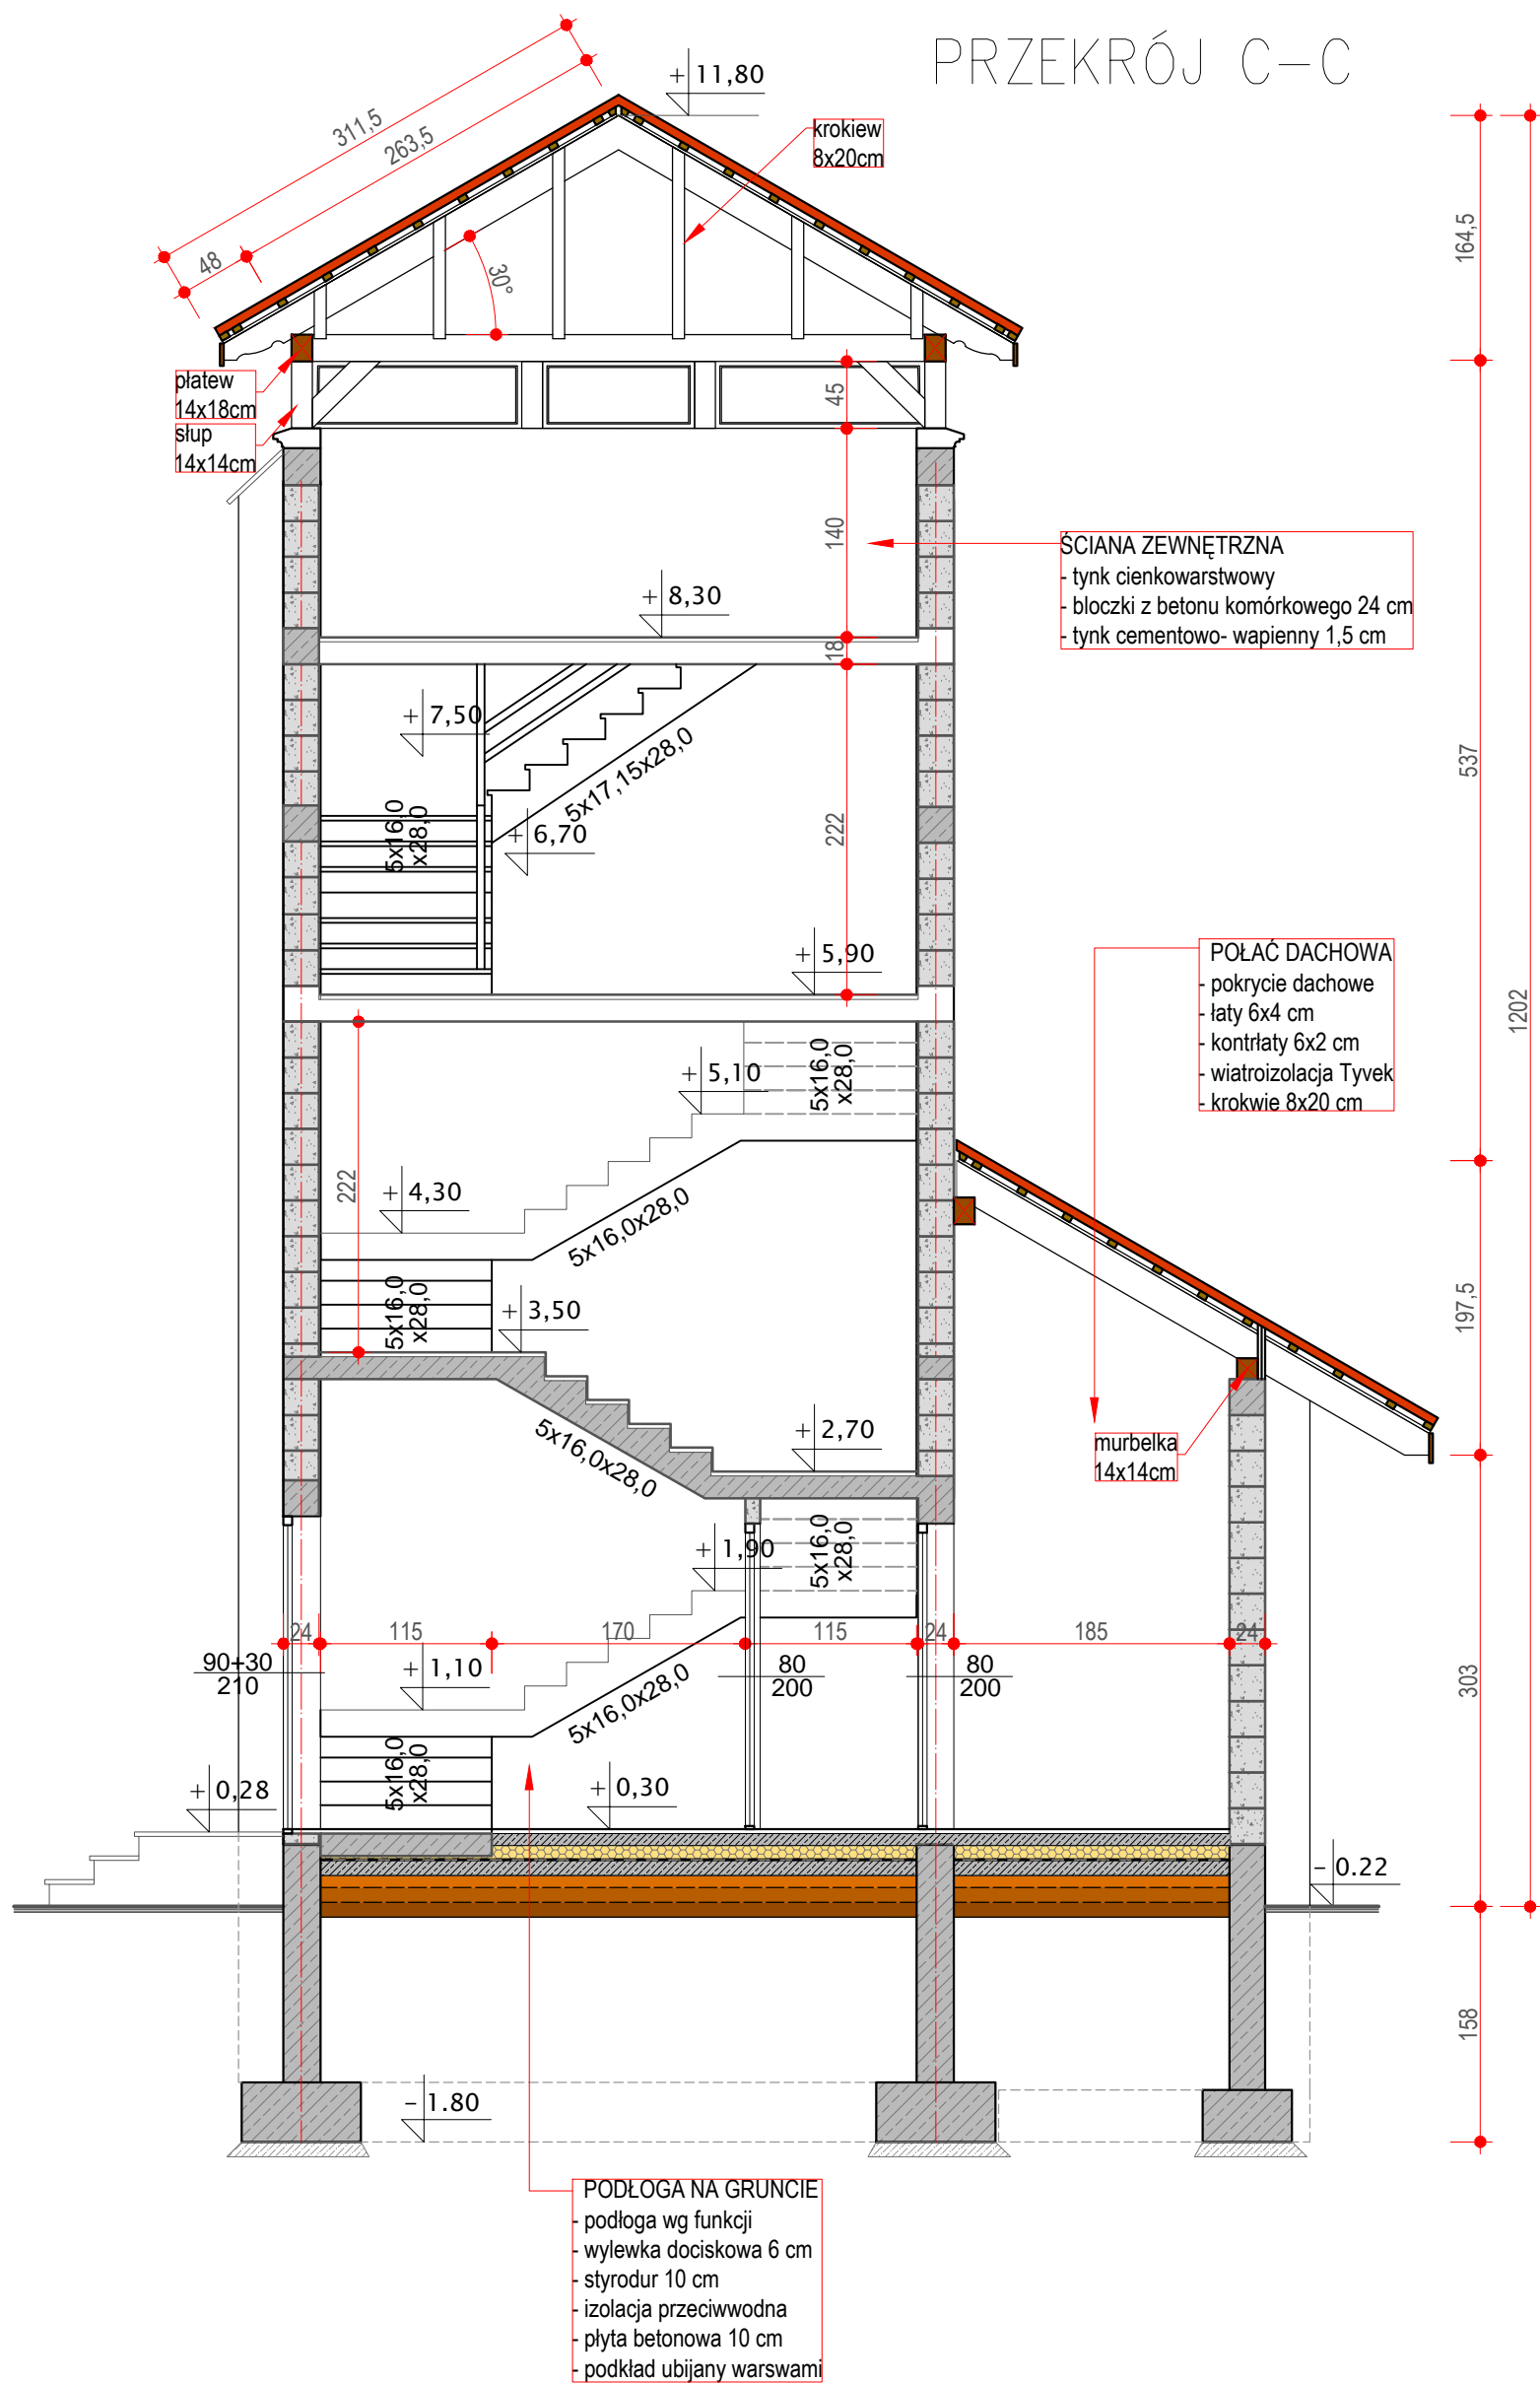 PRZEKRÓJ C-C
+ 11,80
311,5
263,5
48
krokiew
8x20cm
30°
164,5
płatew
14x18cm
słup
14x14cm
45
140
ŚCIANA ZEWNĘTRZNA
- tynk cienkowarstwowy
- bloczki z betonu komórkowego 24 cm
- tynk cementowo- wapienny 1,5 cm
+ 8,30
18
+ 7,50
5x17,15x28,0
537
5x16,0
x28,0
+ 6,70
222
+ 5,90
POŁAĆ DACHOWA
- pokrycie dachowe
- łaty 6x4 cm
- kontrłaty 6x2 cm
- wiatroizolacja Tyvek
- krokwie 8x20 cm
1202
+ 5,10
5x16,0
x28,0
222
+ 4,30
5x16,0x28,0
5x16,0
x28,0
+ 3,50
197,5
+ 2,70
5x16,0x28,0
murbelka
14x14cm
+ 1,90
5x16,0
x28,0
24
115
170
115
24
185
24
90+30
210
+ 1,10
5x16,0x28,0
80
200
80
200
303
5x16,0
x28,0
+ 0,28
+ 0,30
- 0.22
158
- 1.80
PODŁOGA NA GRUNCIE
- podłoga wg funkcji
- wylewka dociskowa 6 cm
- styrodur 10 cm
- izolacja przeciwwodna
- płyta betonowa 10 cm
- podkład ubijany warswami